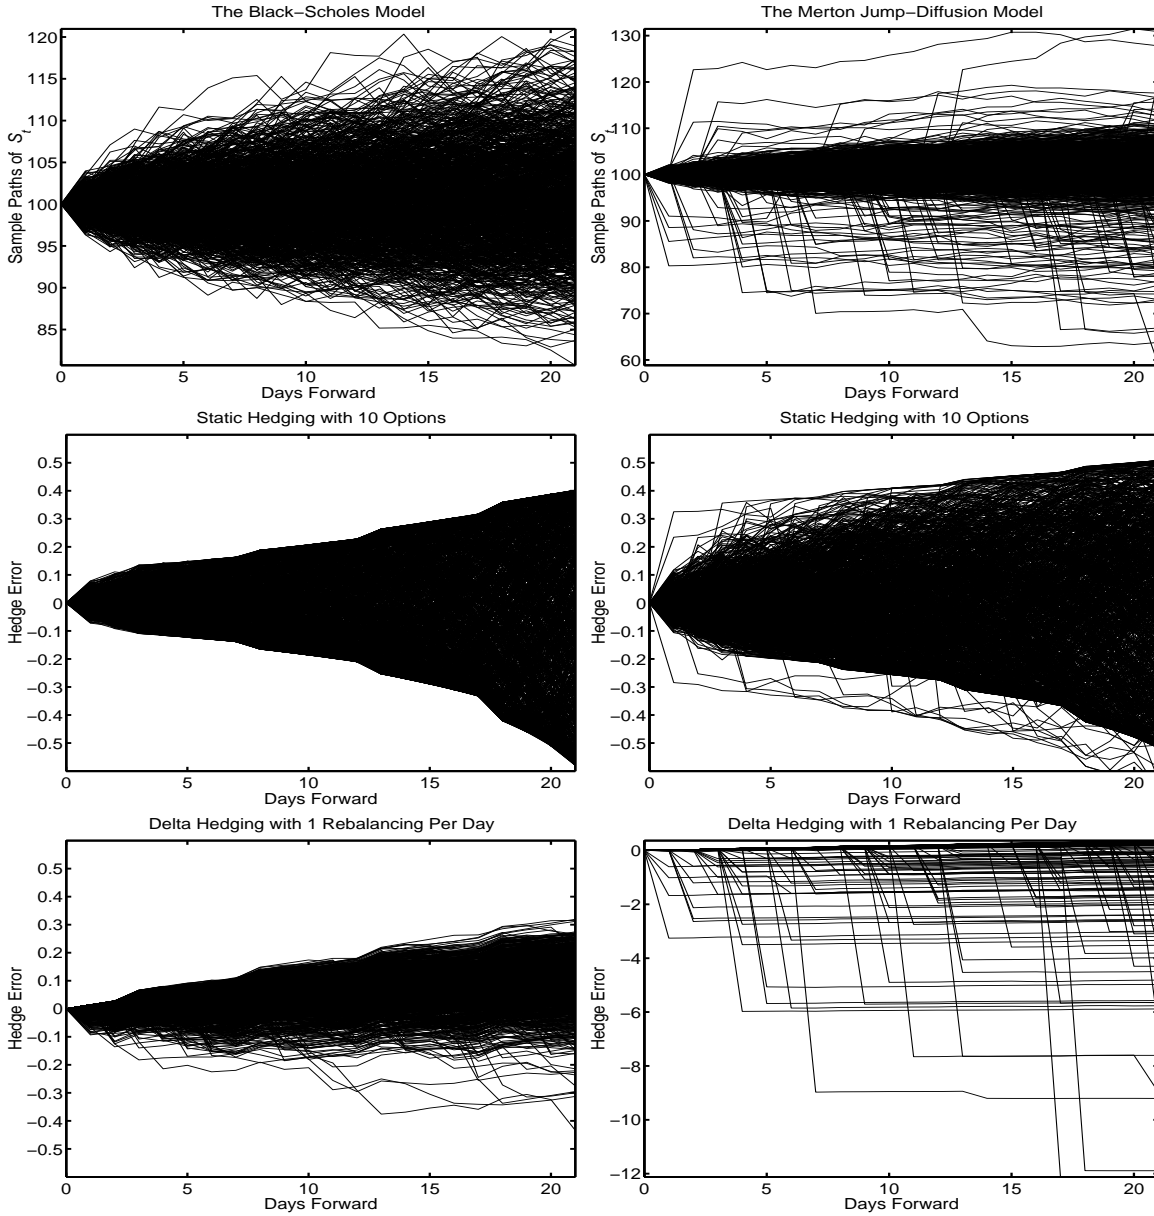 The Black−Scholes Model
120
115
110
105
100
95
90
85
Sample Paths of S_t
0 5 10 15 20
Days Forward
The Merton Jump−Diffusion Model
130
120
110
100
90
80
70
60
Sample Paths of S_t
0 5 10 15 20
Days Forward
Static Hedging with 10 Options
0.5
0.4
0.3
0.2
0.1
0
−0.1
−0.2
−0.3
−0.4
−0.5
Hedge Error
0 5 10 15 20
Days Forward
Static Hedging with 10 Options
0.5
0.4
0.3
0.2
0.1
0
−0.1
−0.2
−0.3
−0.4
−0.5
Hedge Error
0 5 10 15 20
Days Forward
Delta Hedging with 1 Rebalancing Per Day
0.5
0.4
0.3
0.2
0.1
0
−0.1
−0.2
−0.3
−0.4
−0.5
Hedge Error
0 5 10 15 20
Days Forward
Delta Hedging with 1 Rebalancing Per Day
0
−2
−4
−6
−8
−10
−12
Hedge Error
0 5 10 15 20
Days Forward